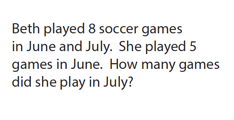 Beth played 8 soccer games
in June and July.  She played 5
games in June.  How many games
did she play in July?